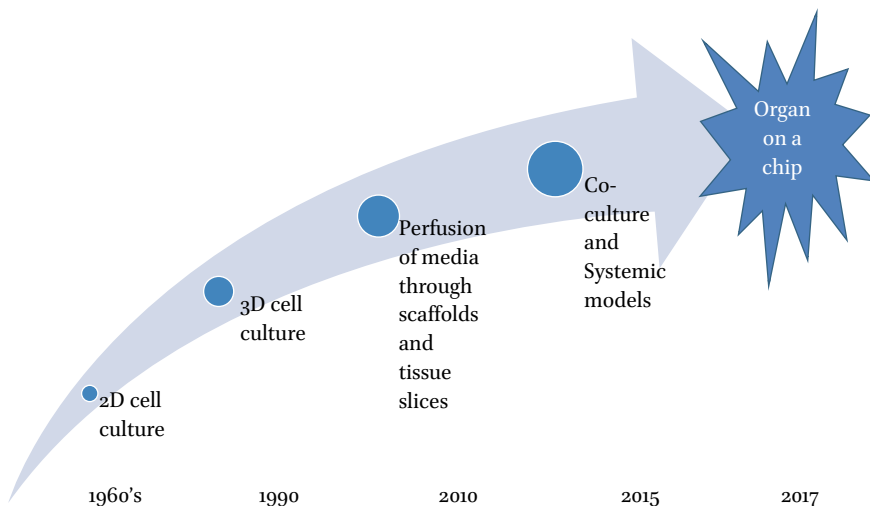 Organ
on a
chip
Co-
culture
and
Systemic
models
Perfusion
of media
through
scaffolds
and
tissue
slices
3D cell
culture
2D cell
culture
1960's
1990
2010
2015
2017